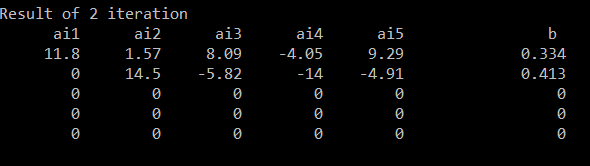 Result of 2 iteration
ai1 ai2 ai3 ai4 ai5 b
11.8 1.57 8.09 -4.05 9.29 0.334
0 14.5 -5.82 -14 -4.91 0.413
0 0 0 0 0 0
0 0 0 0 0 0
0 0 0 0 0 0